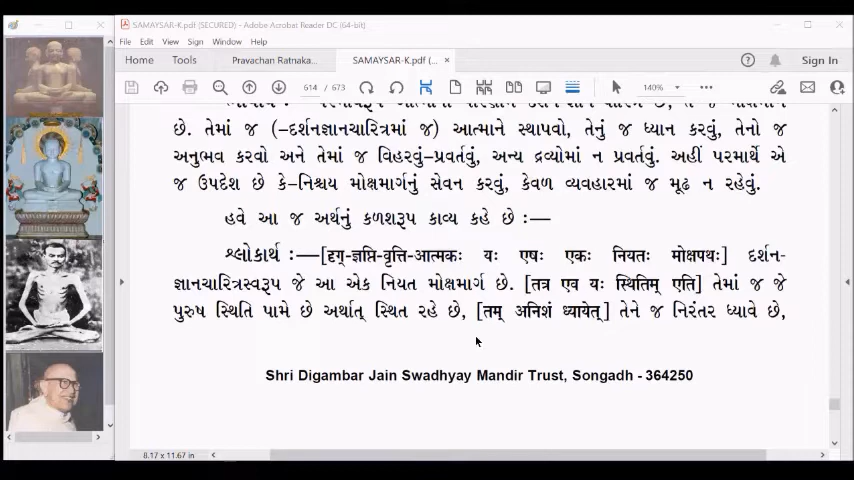 SAMAYSAR-K.pdf (SECURED) - Adobe Acrobat Reader DC (64-bit)
File Edit View Sign Window Help
Home Tools Pravachan Ratnaka... SAMAYSAR-K.pdf (... × Sign In
614 / 673 140%
છે. તેમાં જ (-દર્શનજ્ઞાનચારિત્રમાં જ) આત્માને સ્થાપવો, તેનું જ ધ્યાન કરવું, તેનો જ
અનુભવ કરવો અને તેમાં જ વિહરવું-પ્રવર્તવું, અન્ય દ્રવ્યોમાં ન પ્રવર્તવું. અહીં પરમાર્થે એ
જ ઉપદેશ છે કે-નિશ્ચય મોક્ષમાર્ગનું સેવન કરવું, કેવળ વ્યવહારમાં જ મૂઢ ન રહેવું.
હવે આ જ અર્થનું કળશરૂપ કાવ્ય કહે છે :—
શ્લોકાર્થ :—[दृग्-ज्ञप्ति-वृत्ति-आत्मकः यः एषः एकः नियतः मोक्षपथः] દર્શન-
જ્ઞાનચારિત્રસ્વરૂપ જે આ એક નિયત મોક્ષમાર્ગ છે. [तत्र एव यः स्थितिम् एति] તેમાં જ જે
પુરુષ સ્થિતિ પામે છે અર્થાત્ સ્થિત રહે છે, [तम् अनिशं ध्यायेत्] તેને જ નિરંતર ધ્યાવે છે,
Shri Digambar Jain Swadhyay Mandir Trust, Songadh - 364250
8.17 x 11.67 in